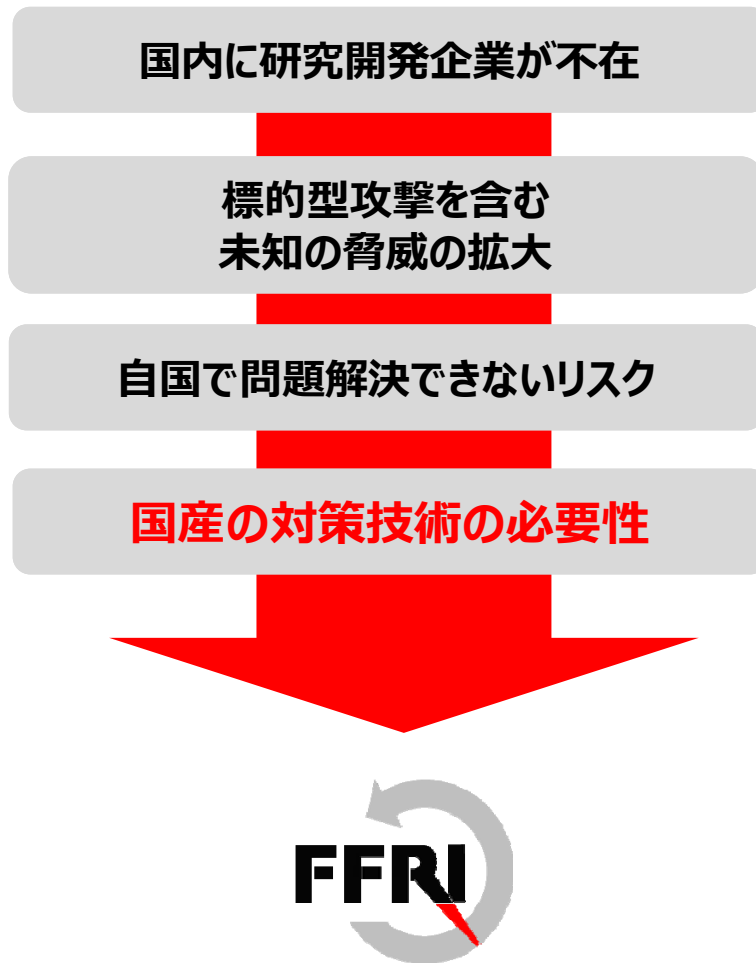 国内に研究開発企業が不在
標的型攻撃を含む
未知の脅威の拡大
自国で問題解決できないリスク
国産の対策技術の必要性
FFRI